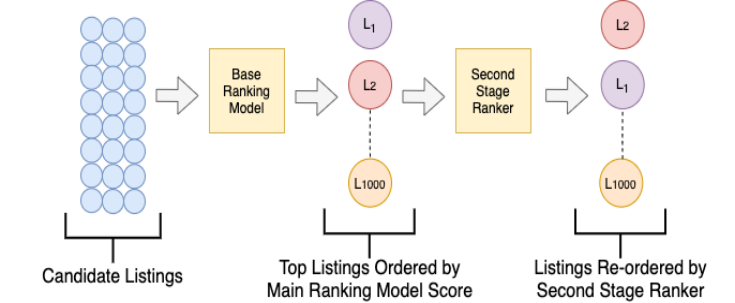 L1
L2
L1000
Base
Ranking
Model
Second
Stage
Ranker
L2
L1
L1000
Candidate Listings
Top Listings Ordered by
Main Ranking Model Score
Listings Re-ordered by
Second Stage Ranker